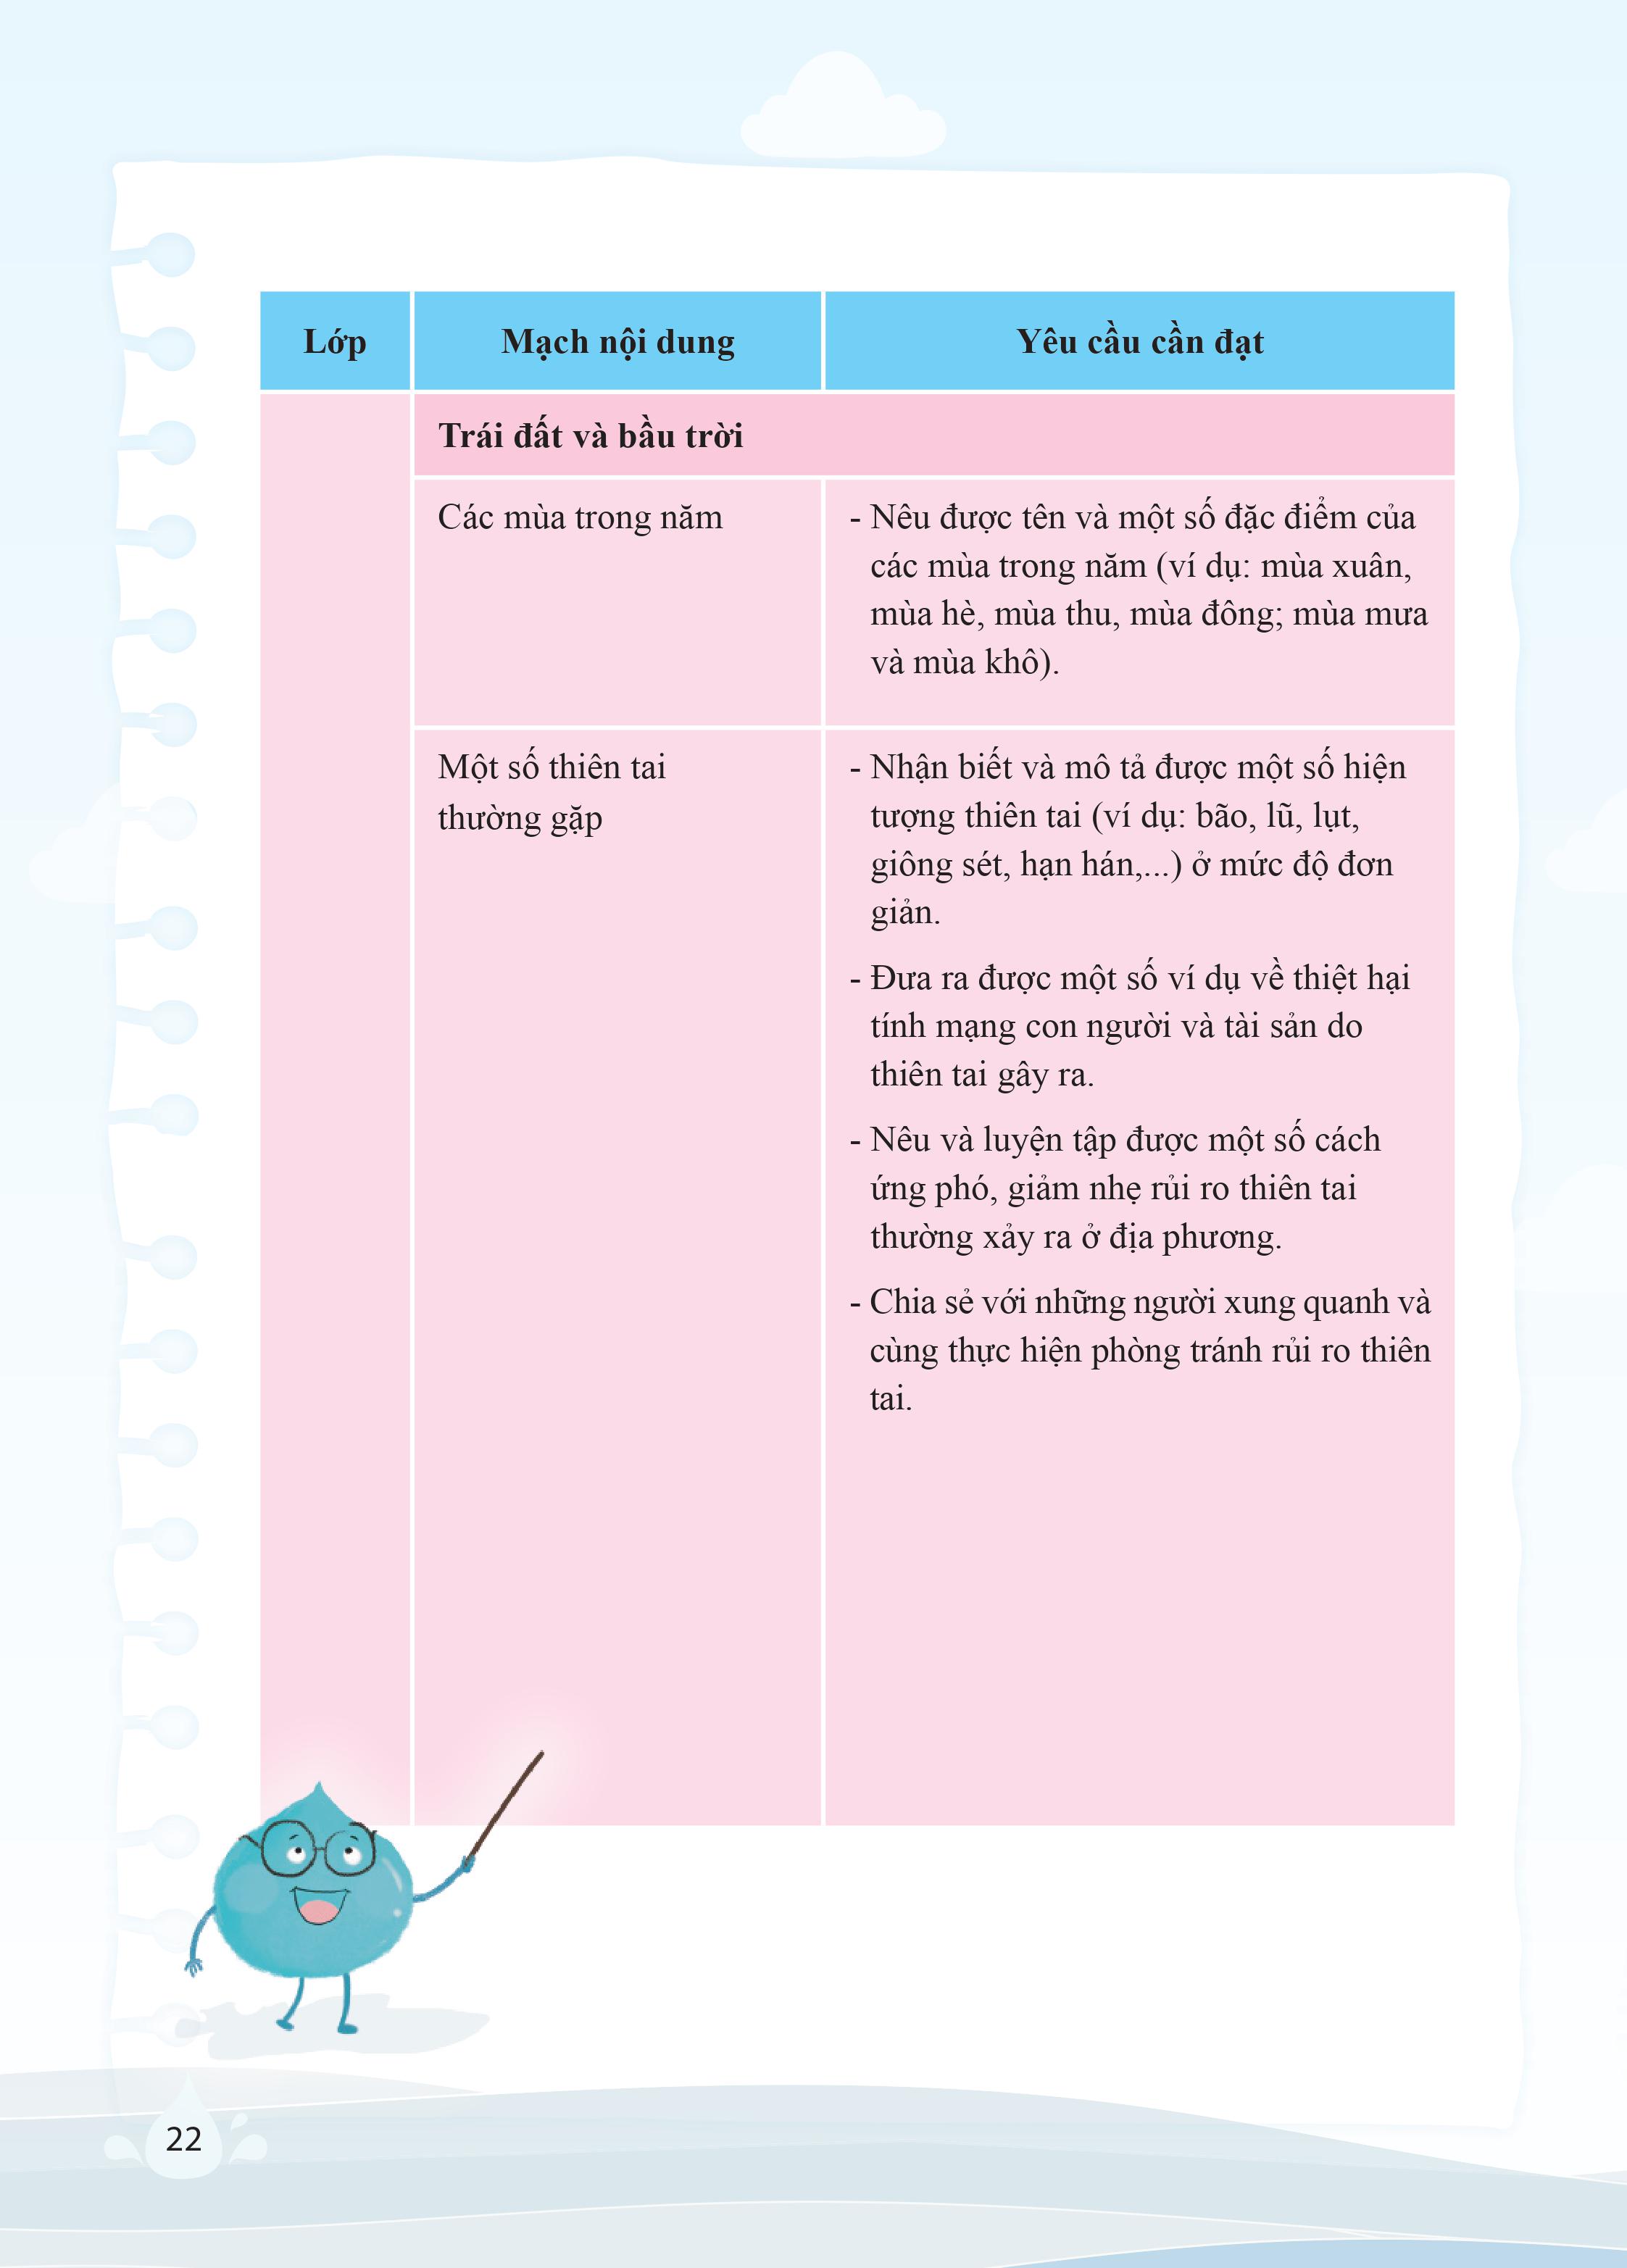 Lớp
Mạch nội dung
Yêu cầu cần đạt
Trái đất và bầu trời
Các mùa trong năm
- Nêu được tên và một số đặc điểm của
các mùa trong năm (ví dụ: mùa xuân,
mùa hè, mùa thu, mùa đông; mùa mưa
và mùa khô).
Một số thiên tai
thường gặp
- Nhận biết và mô tả được một số hiện
tượng thiên tai (ví dụ: bão, lũ, lụt,
giông sét, hạn hán,...) ở mức độ đơn
giản.
- Đưa ra được một số ví dụ về thiệt hại
tính mạng con người và tài sản do
thiên tai gây ra.
- Nêu và luyện tập được một số cách
ứng phó, giảm nhẹ rủi ro thiên tai
thường xảy ra ở địa phương.
- Chia sẻ với những người xung quanh và
cùng thực hiện phòng tránh rủi ro thiên
tai.
22